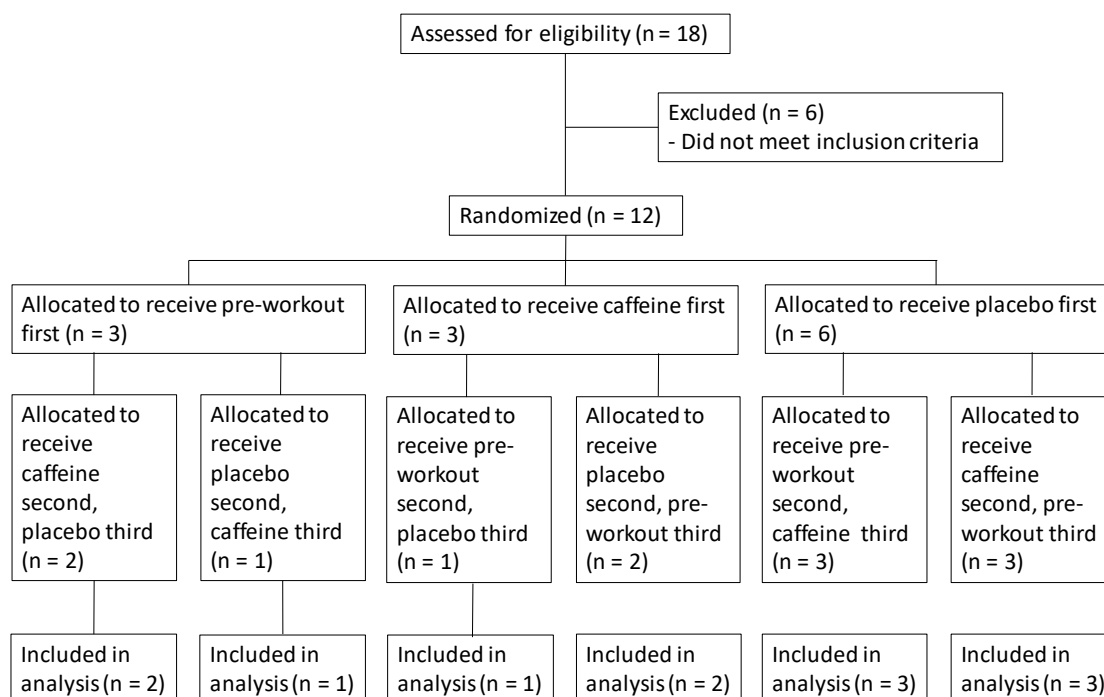 Assessed for eligibility (n = 18)
Excluded (n = 6)
- Did not meet inclusion criteria
Randomized (n = 12)
Allocated to receive pre-workout
first (n = 3)
Allocated to receive caffeine first
(n = 3)
Allocated to receive placebo first
(n = 6)
Allocated to
receive
caffeine
second,
placebo third
(n = 2)
Allocated to
receive
placebo
second,
caffeine third
(n = 1)
Allocated to
receive pre-
workout
second,
placebo third
(n = 1)
Allocated to
receive
placebo
second, pre-
workout third
(n = 2)
Allocated to
receive pre-
workout
second,
caffeine third
(n = 3)
Allocated to
receive
caffeine
second, pre-
workout third
(n = 3)
Included in
analysis (n = 2)
Included in
analysis (n = 1)
Included in
analysis (n = 1)
Included in
analysis (n = 2)
Included in
analysis (n = 3)
Included in
analysis (n = 3)